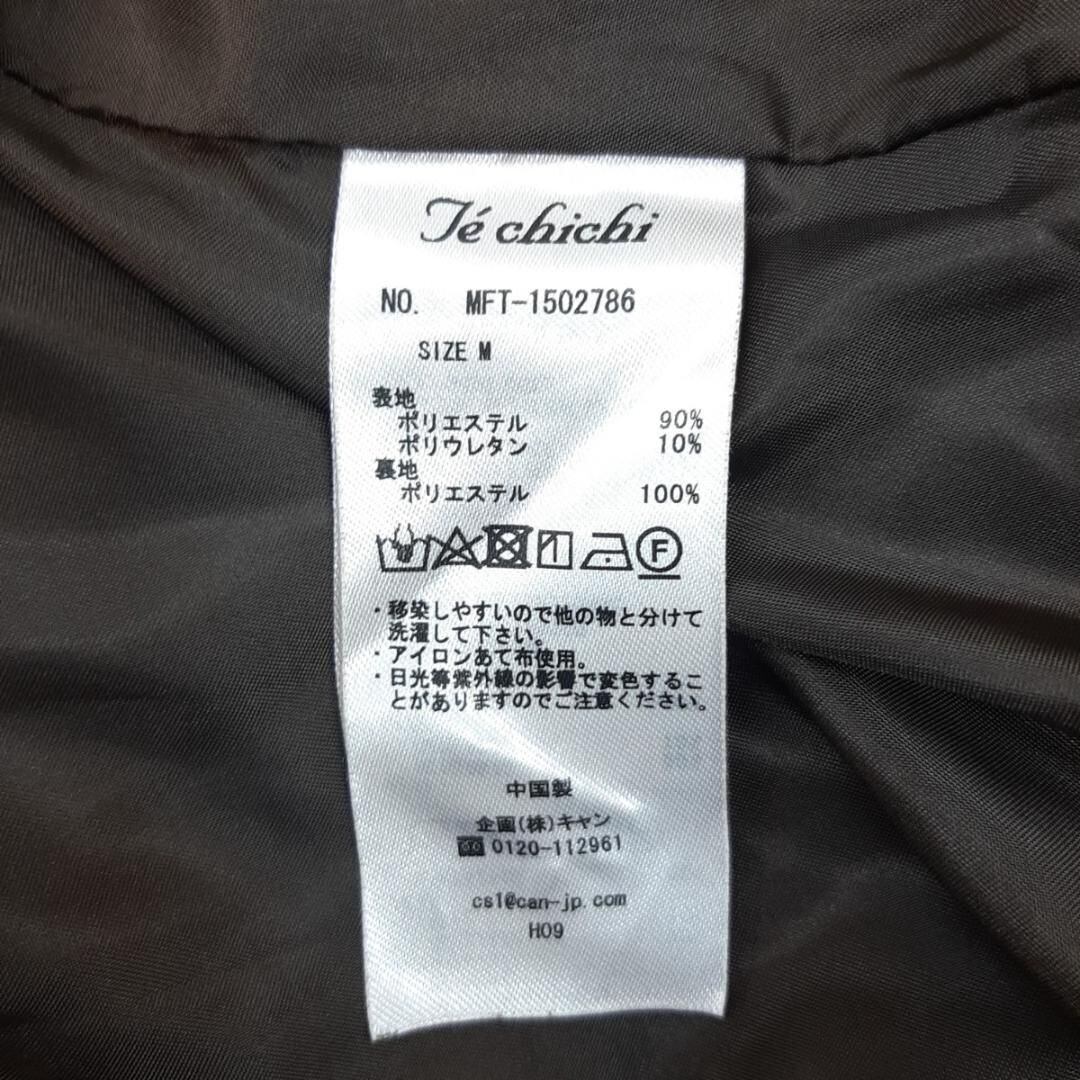 Té chichi
NO. MFT-1502786
SIZE M
表地
ポリエステル 90%
ポリウレタン 10%
裏地
ポリエステル 100%
F
・移染しやすいので他の物と分けて
洗濯して下さい。
・アイロンあて布使用。
・日光等紫外線の影響で変色するこ
とがありますのでご注意ください。
中国製
企画(株)キャン
0120-112961
cs1@can-jp.com
H09